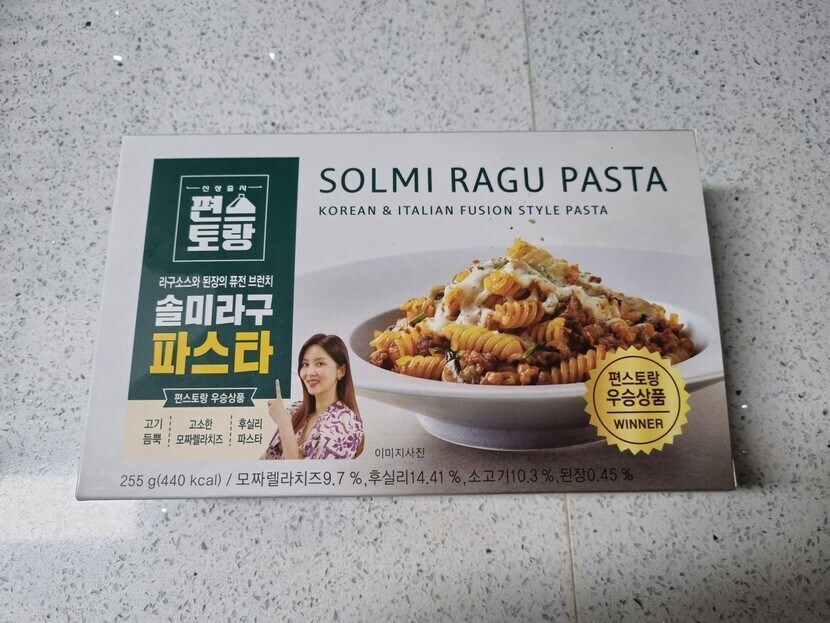 신상출시
편스
토랑
라구소스와 된장의 퓨전 브런치
솔미라구
파스타
편스토랑 우승상품
고기
듬뿍
고소한
모짜렐라치즈
후실리
파스타
SOLMI RAGU PASTA
KOREAN & ITALIAN FUSION STYLE PASTA
편스토랑
우승상품
WINNER
이미지사진
255 g(440 kcal) / 모짜렐라치즈9.7 %,후실리14.41 %,소고기10.3 %,된장0.45 %